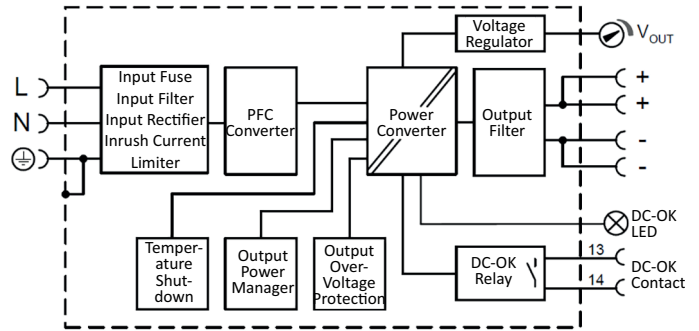 Voltage
Regulator
VOUT
L
N
Input Fuse
Input Filter
Input Rectifier
Inrush Current
Limiter
PFC
Converter
Power
Converter
Output
Filter
+
+
-
-
Temper-
ature
Shut-
down
Output
Power
Manager
Output
Over-
Voltage
Protection
DC-OK
Relay
DC-OK
LED
13
14
DC-OK
Contact